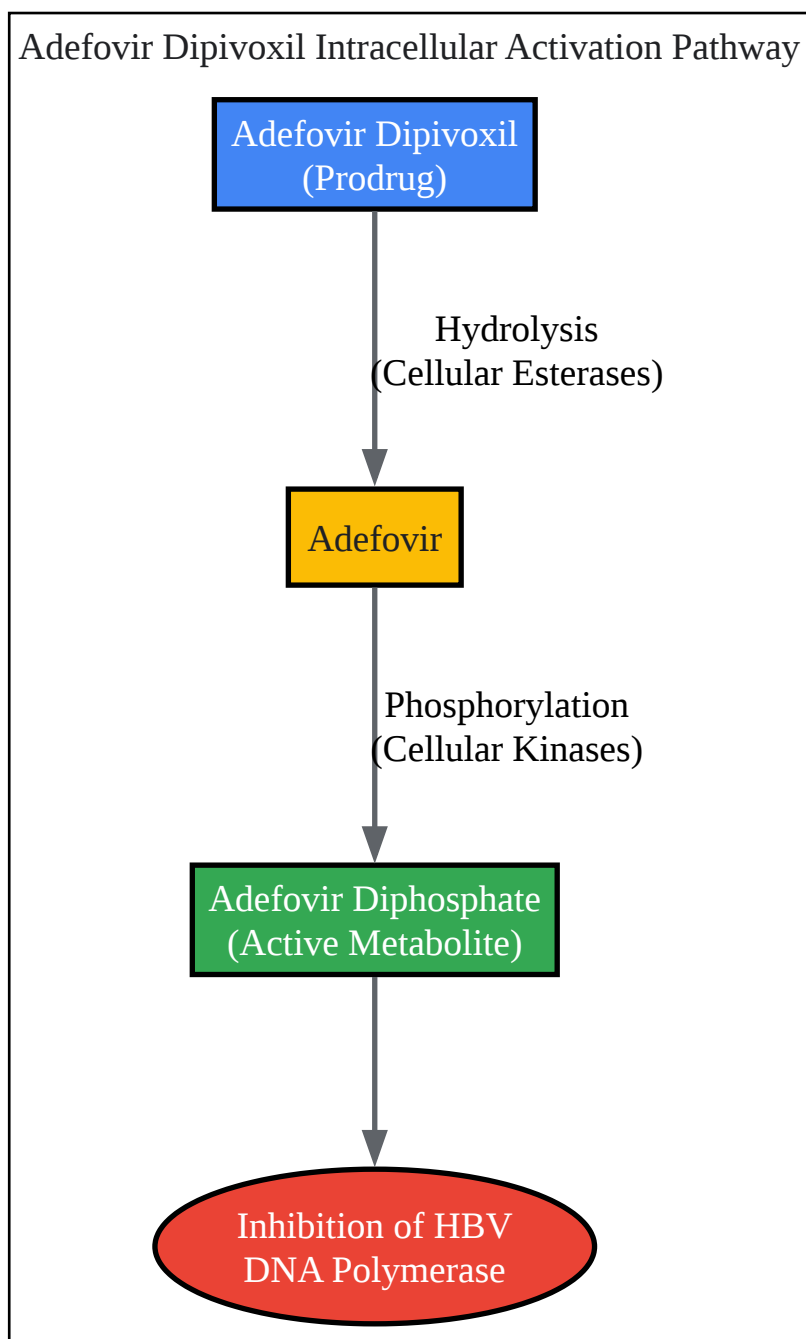 Adefovir Dipivoxil Intracellular Activation Pathway
Adefovir Dipivoxil
(Prodrug)
Hydrolysis
(Cellular Esterases)
Adefovir
Phosphorylation
(Cellular Kinases)
Adefovir Diphosphate
(Active Metabolite)
Inhibition of HBV
DNA Polymerase